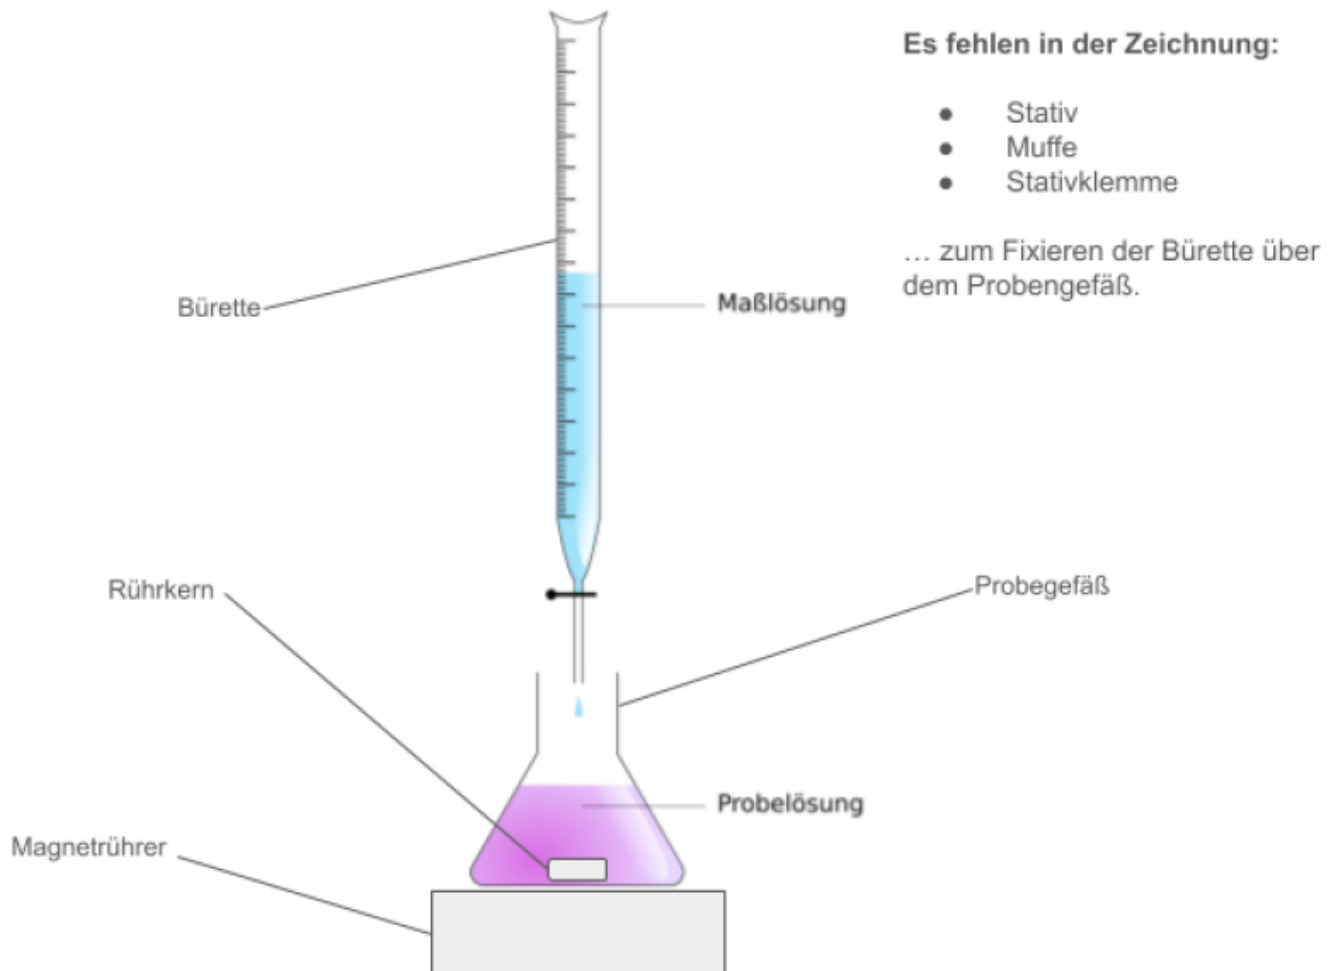 Es fehlen in der Zeichnung:
● Stativ
● Muffe
● Stativklemme
… zum Fixieren der Bürette über
dem Probengefäß.
Bürette
Maßlösung
Rührkern
Probegefäß
Probelösung
Magnetrührer